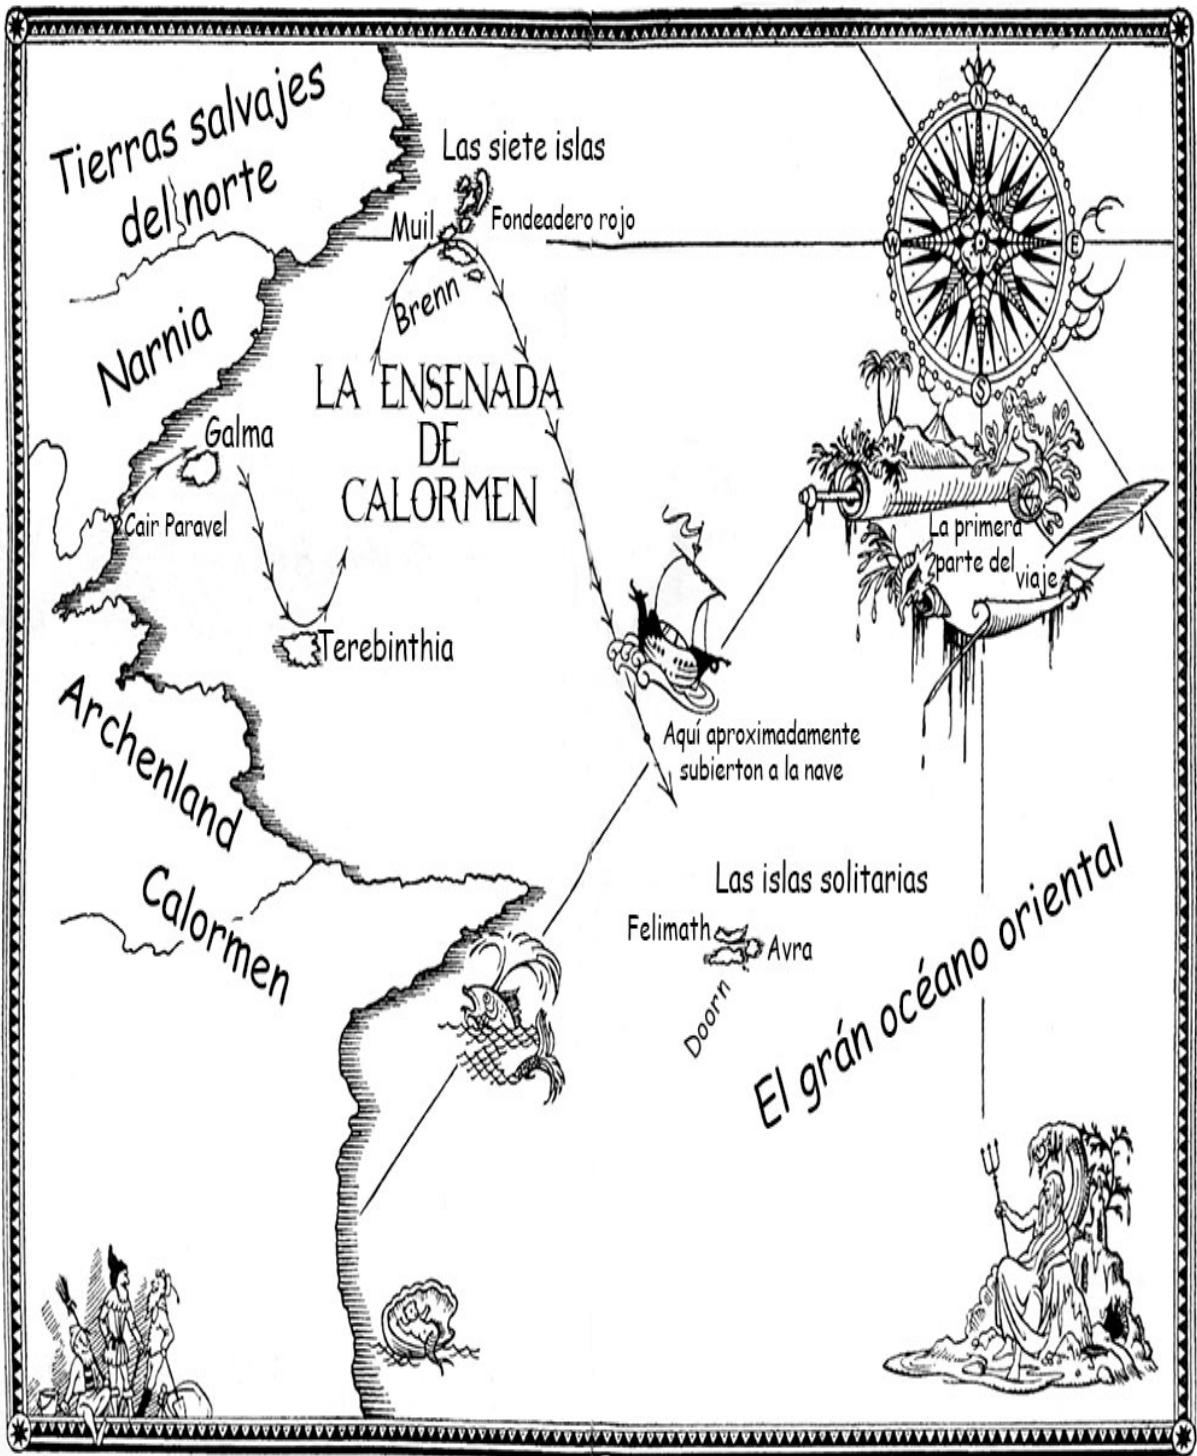 Tierras salvajes
del norte
Las siete islas
Muil
Fondeadero rojo
Brenn
N
W
E
S
Narnia
LA ENSENADA
DE
CALORMEN
Galma
Cair Paravel
La primera
parte del
viaje
Terebinthia
Archenland
Aquí aproximadamente
subierton a la nave
Calormen
Las islas solitarias
Felimath
Avra
Doorn
El grán océano oriental